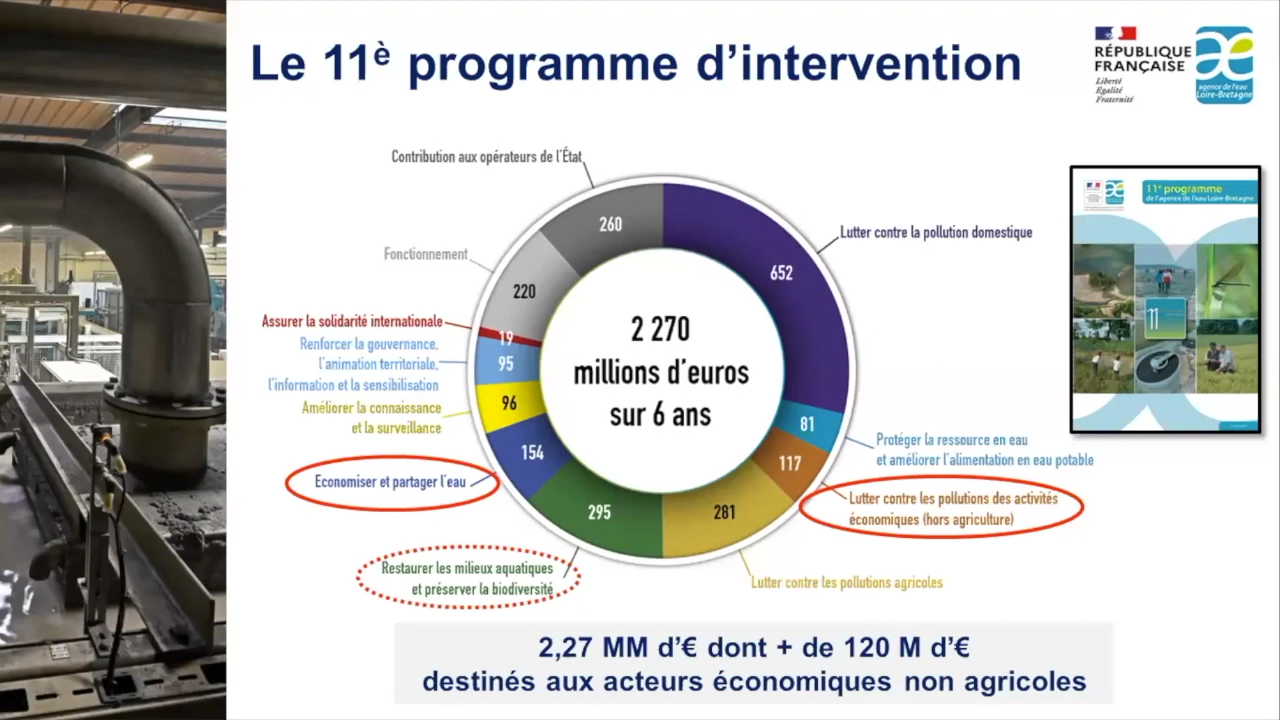 Le 11è programme d'intervention
RÉPUBLIQUE
FRANÇAISE
Liberté
Égalité
Fraternité
agence de l'eau
Loire-Bretagne
Contribution aux opérateurs de l'État
260
Fonctionnement
220
Assurer la solidarité internationale
19
Renforcer la gouvernance,
l'animation territoriale,
l'information et la sensibilisation
95
Améliorer la connaissance
et la surveillance
96
Economiser et partager l'eau
154
Restaurer les milieux aquatiques
et préserver la biodiversité
295
2 270
millions d'euros
sur 6 ans
Lutter contre la pollution domestique
652
81
Protéger la ressource en eau
et améliorer l'alimentation en eau potable
117
Lutter contre les pollutions des activités
économiques (hors agriculture)
281
Lutter contre les pollutions agricoles
11e programme
de l'agence de l'eau Loire-Bretagne
11
2,27 MM d'€ dont + de 120 M d'€
destinés aux acteurs économiques non agricoles